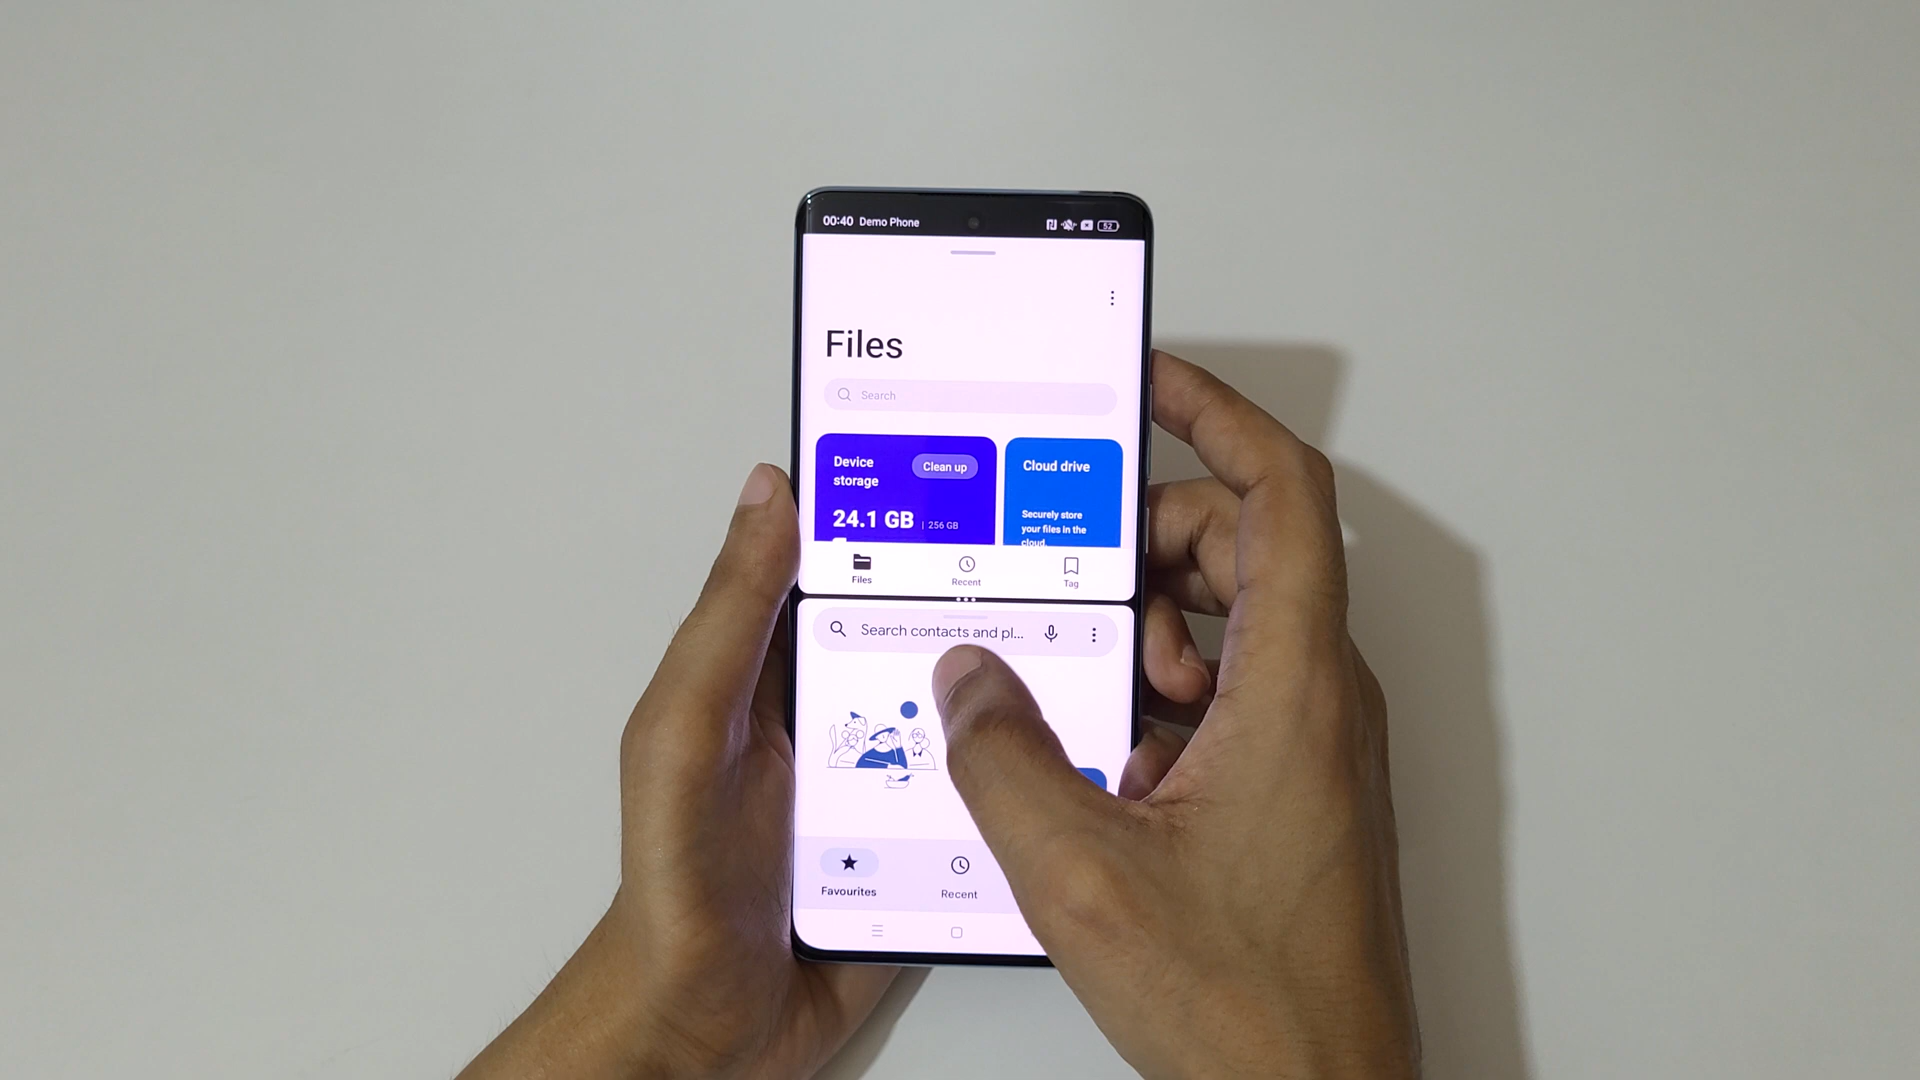 00:40 Demo Phone 52
Files
Search
Device
storage
Clean up
24.1 GB | 256 GB
Cloud drive
Securely store
your files in the
cloud.
Files
Recent
Tag
Search contacts and pl...
Favourites
Recent